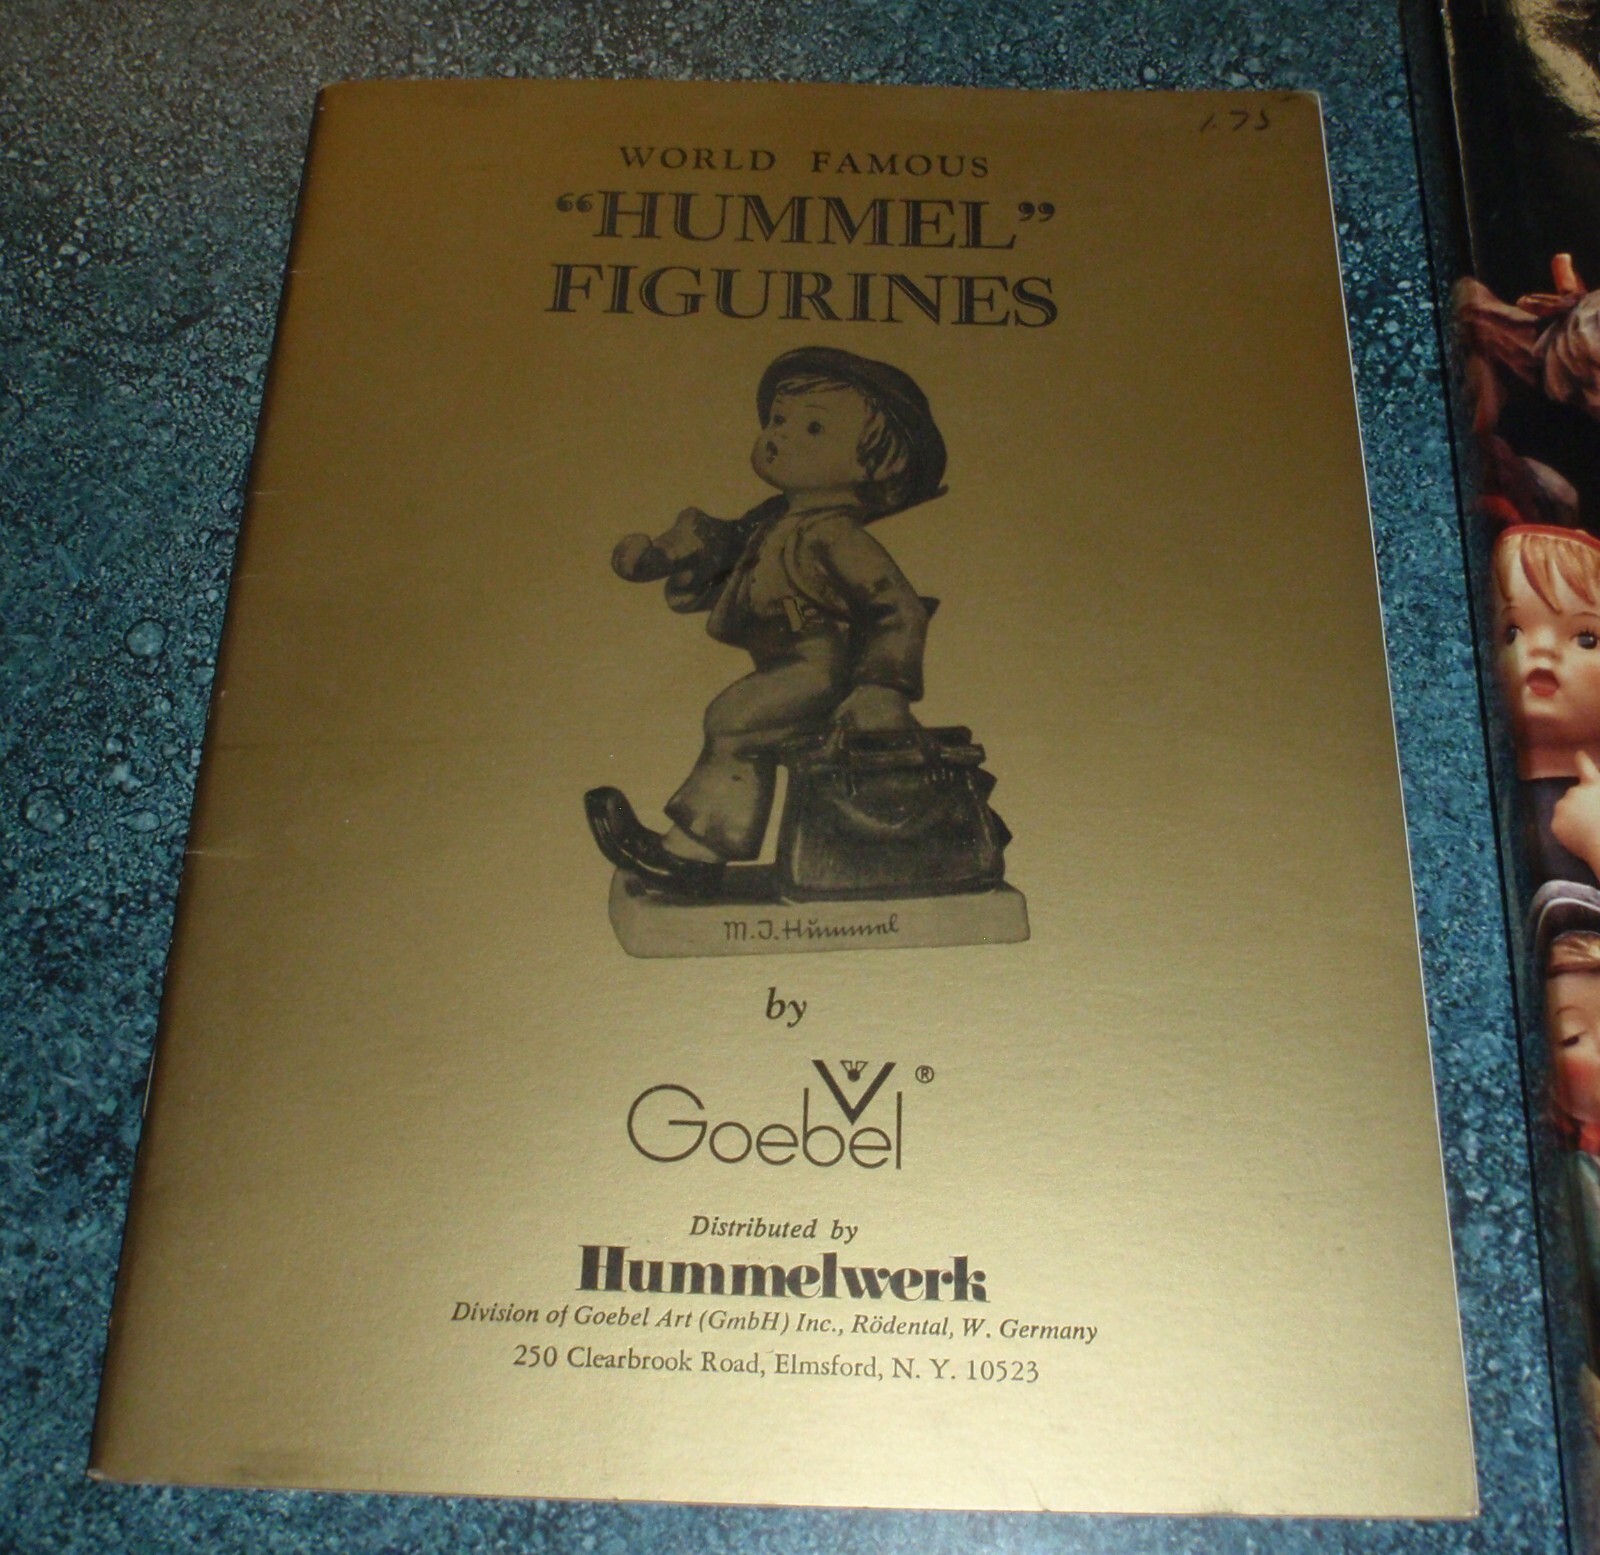 1.75
WORLD FAMOUS
“HUMMEL”
FIGURINES
M.J. Hümmel
by
Goebel ®
Distributed by
Hummelwerk
Division of Goebel Art (GmbH) Inc., Rödental, W. Germany
250 Clearbrook Road, Elmsford, N. Y. 10523